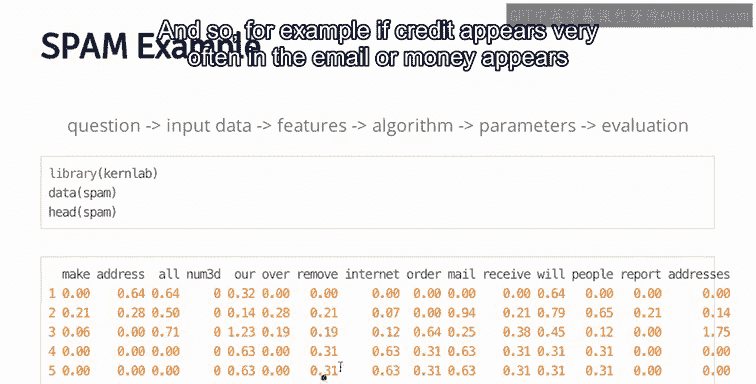 SPAM Example
And so, for example if credit appears very
often in the email or money appears
question -> input data -> features -> algorithm -> parameters -> evaluation
library(kernlab)
data(spam)
head(spam)
make address all num3d our over remove internet order mail receive will people report addresses
1 0.00 0.64 0.64 0 0.32 0.00 0.00 0.00 0.00 0.00 0.00 0.64 0.00 0.00 0.00
2 0.21 0.28 0.50 0 0.14 0.28 0.21 0.07 0.00 0.94 0.21 0.79 0.65 0.21 0.14
3 0.06 0.00 0.71 0 1.23 0.19 0.19 0.12 0.64 0.25 0.38 0.45 0.12 0.00 1.75
4 0.00 0.00 0.00 0 0.63 0.00 0.31 0.63 0.31 0.63 0.31 0.31 0.31 0.00 0.00
5 0.00 0.00 0.00 0 0.63 0.00 0.31 0.63 0.31 0.63 0.31 0.31 0.31 0.00 0.00